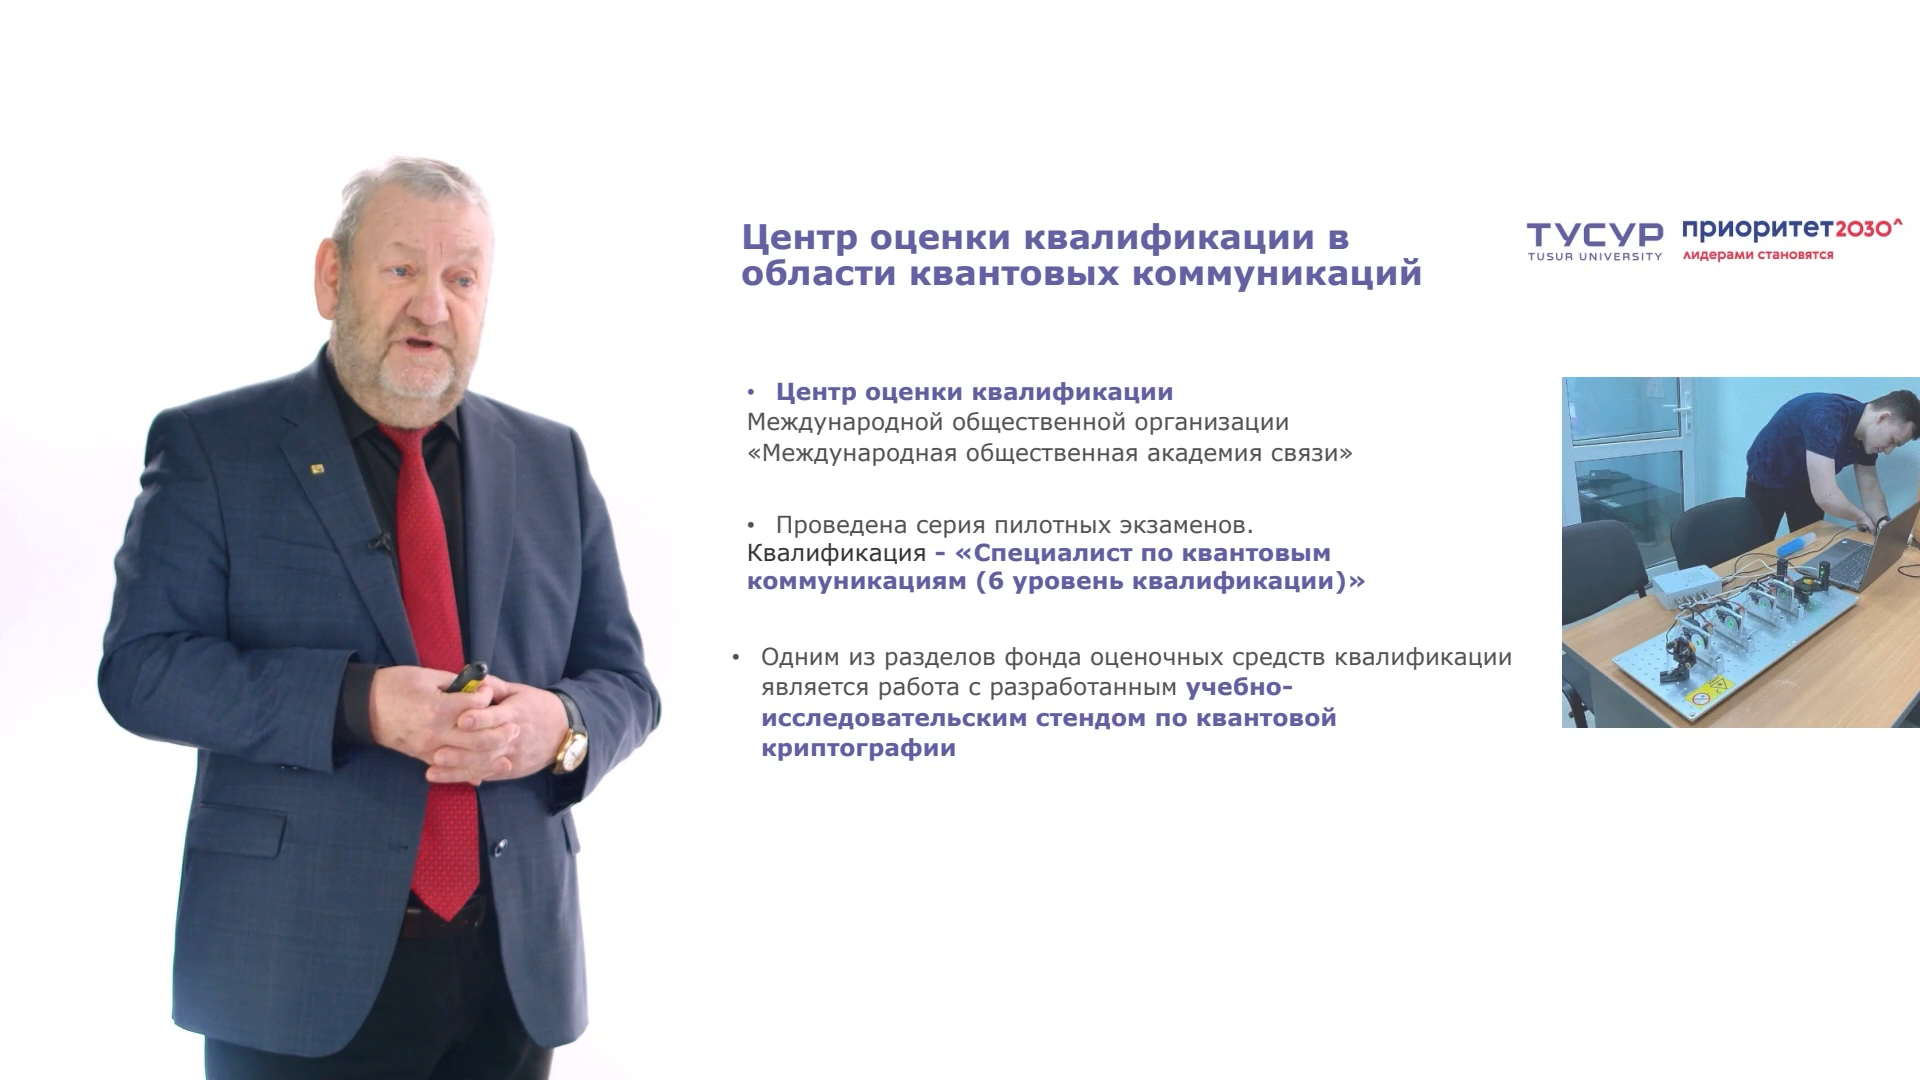 Центр оценки квалификации в
области квантовых коммуникаций
ТУСУР
TUSUR UNIVERSITY
приоритет2030^
лидерами становятся
• Центр оценки квалификации
Международной общественной организации
«Международная общественная академия связи»
• Проведена серия пилотных экзаменов.
Квалификация – «Специалист по квантовым
коммуникациям (6 уровень квалификации)»
• Одним из разделов фонда оценочных средств квалификации
является работа с разработанным учебно-
исследовательским стендом по квантовой
криптографии